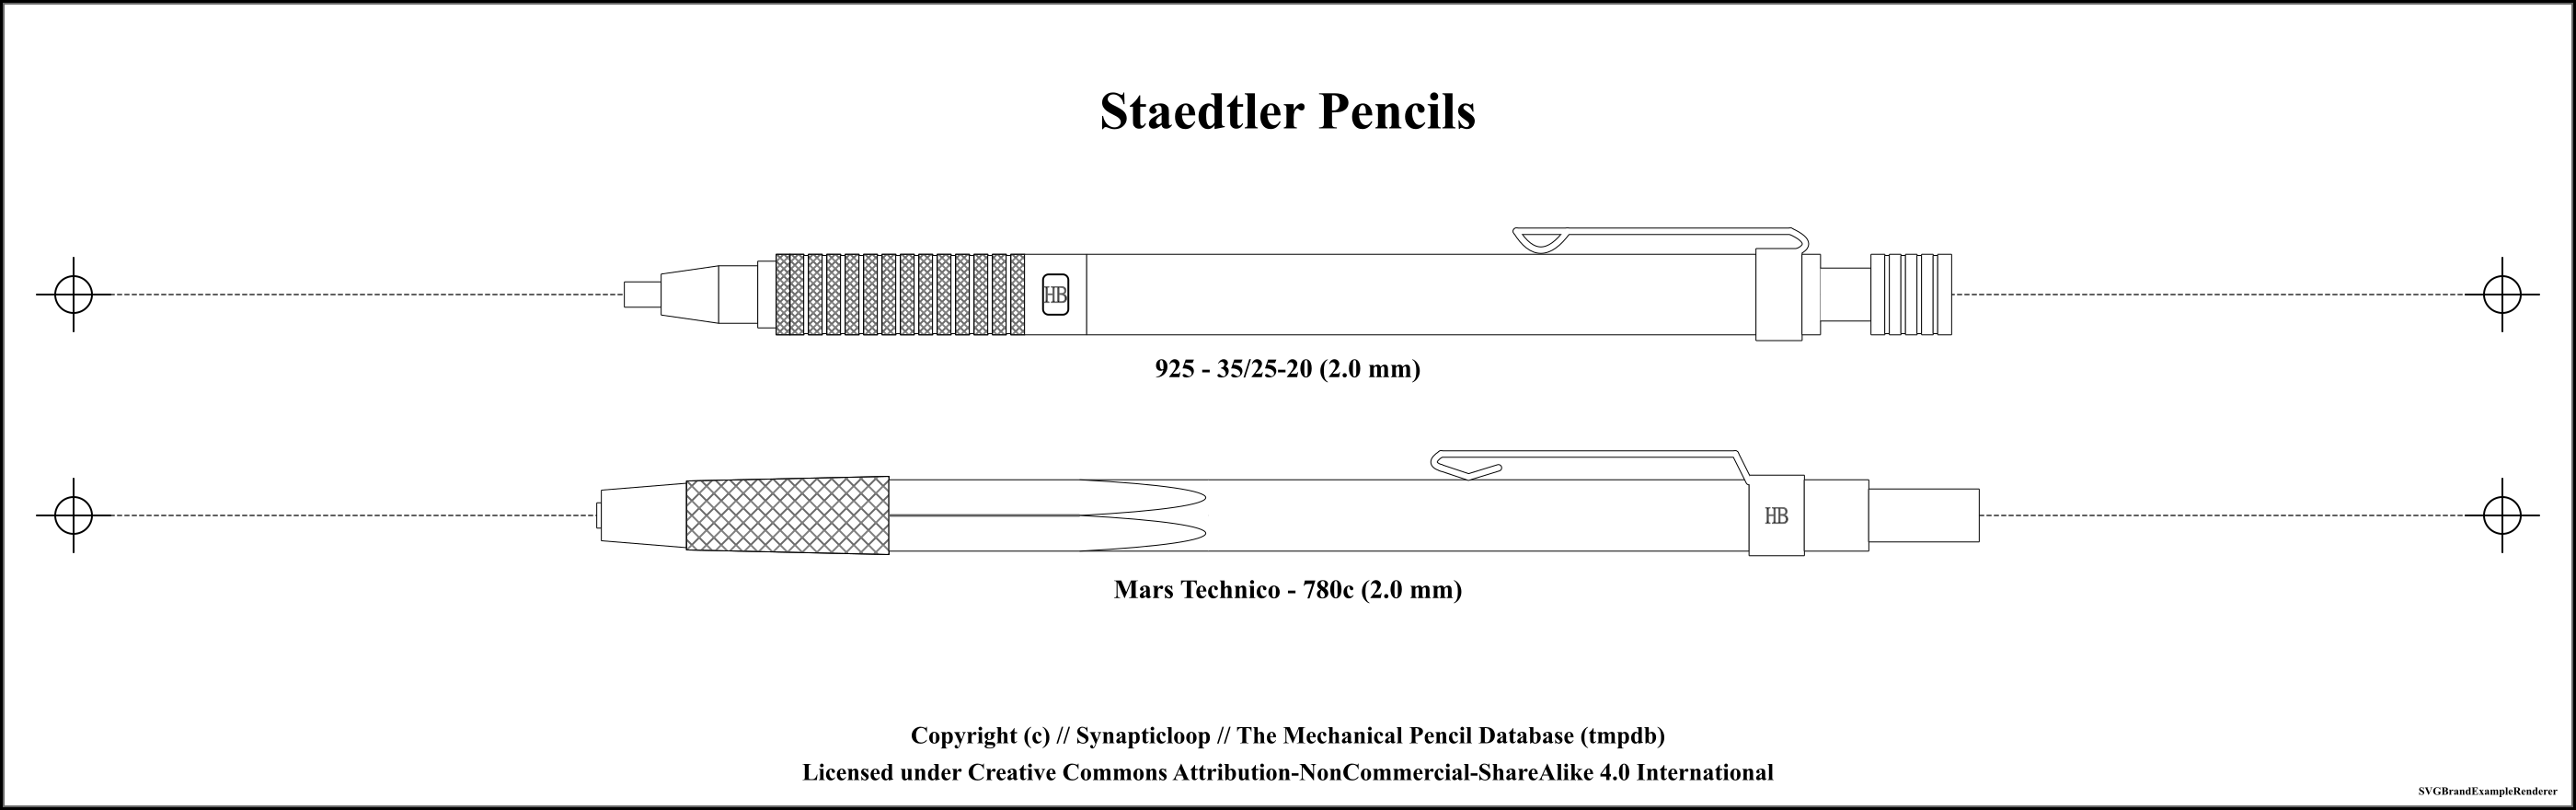 Staedtler Pencils
HB
925 - 35/25-20 (2.0 mm)
HB
Mars Technico - 780c (2.0 mm)
Copyright (c) // Synapticloop // The Mechanical Pencil Database (tmpdb)
Licensed under Creative Commons Attribution-NonCommercial-ShareAlike 4.0 International
SVGBrandExampleRenderer